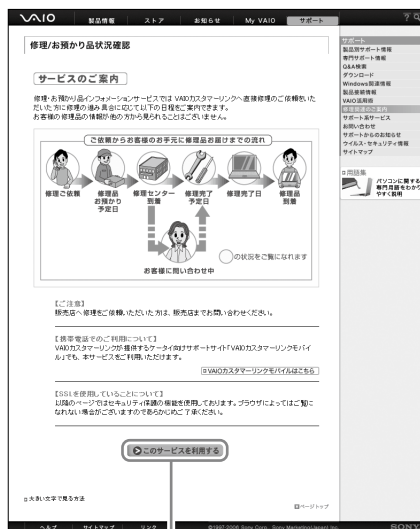 VAIO
製品情報
ストア
お知らせ
My VAIO
サポート
修理/お預かり品状況確認
サービスのご案内
修理・お預かり品インフォメーションサービスでは VAIOカスタマーリンクへ直接修理のご依頼をいた
だいた方に修理の進み具合に応じて以下の日程をご案内できます。
お客様の修理品の情報が他の方から見られることはございません。
ご依頼からお客様のお手元に修理品お届けまでの流れ
修理ご依頼
修理品
お預かり
予定日
修理センター
到着
修理完了
予定日
修理完了日
修理品
到着
お客様に問い合わせ中
の状況をご覧になれます
【ご注意】
販売店へ修理をご依頼いただいた方は、販売店までお問い合わせください。
【携帯電話でのご利用について】
VAIOカスタマーリンクが提供するケータイ向けサポートサイト「VAIOカスタマーリンクモバイ
ル」でも、本サービスをご利用いただけます。
VAIOカスタマーリンクモバイルはこちら
【SSLを使用していることについて】
以降のページではセキュリティ保護の機能を使用しております。ブラウザによってはご覧に
なれない場合がございますのであらかじめご了承ください。
このサービスを利用する
大きい文字で見る方法
ページトップ
サポート
製品別サポート情報
専門サポート情報
Q&A検索
ダウンロード
Windows関連情報
製品接続情報
VAIO活用術
修理関連のご案内
サポート系サービス
お問い合わせ
サポートからのお知らせ
ウイルス・セキュリティ情報
サイトマップ
用語集
パソコンに関する
専門用語をわかり
やすく説明
ヘルプ
サイトマップ
リンク
©1997-2006 Sony Corp., Sony Marketing(Japan) Inc.
SONY